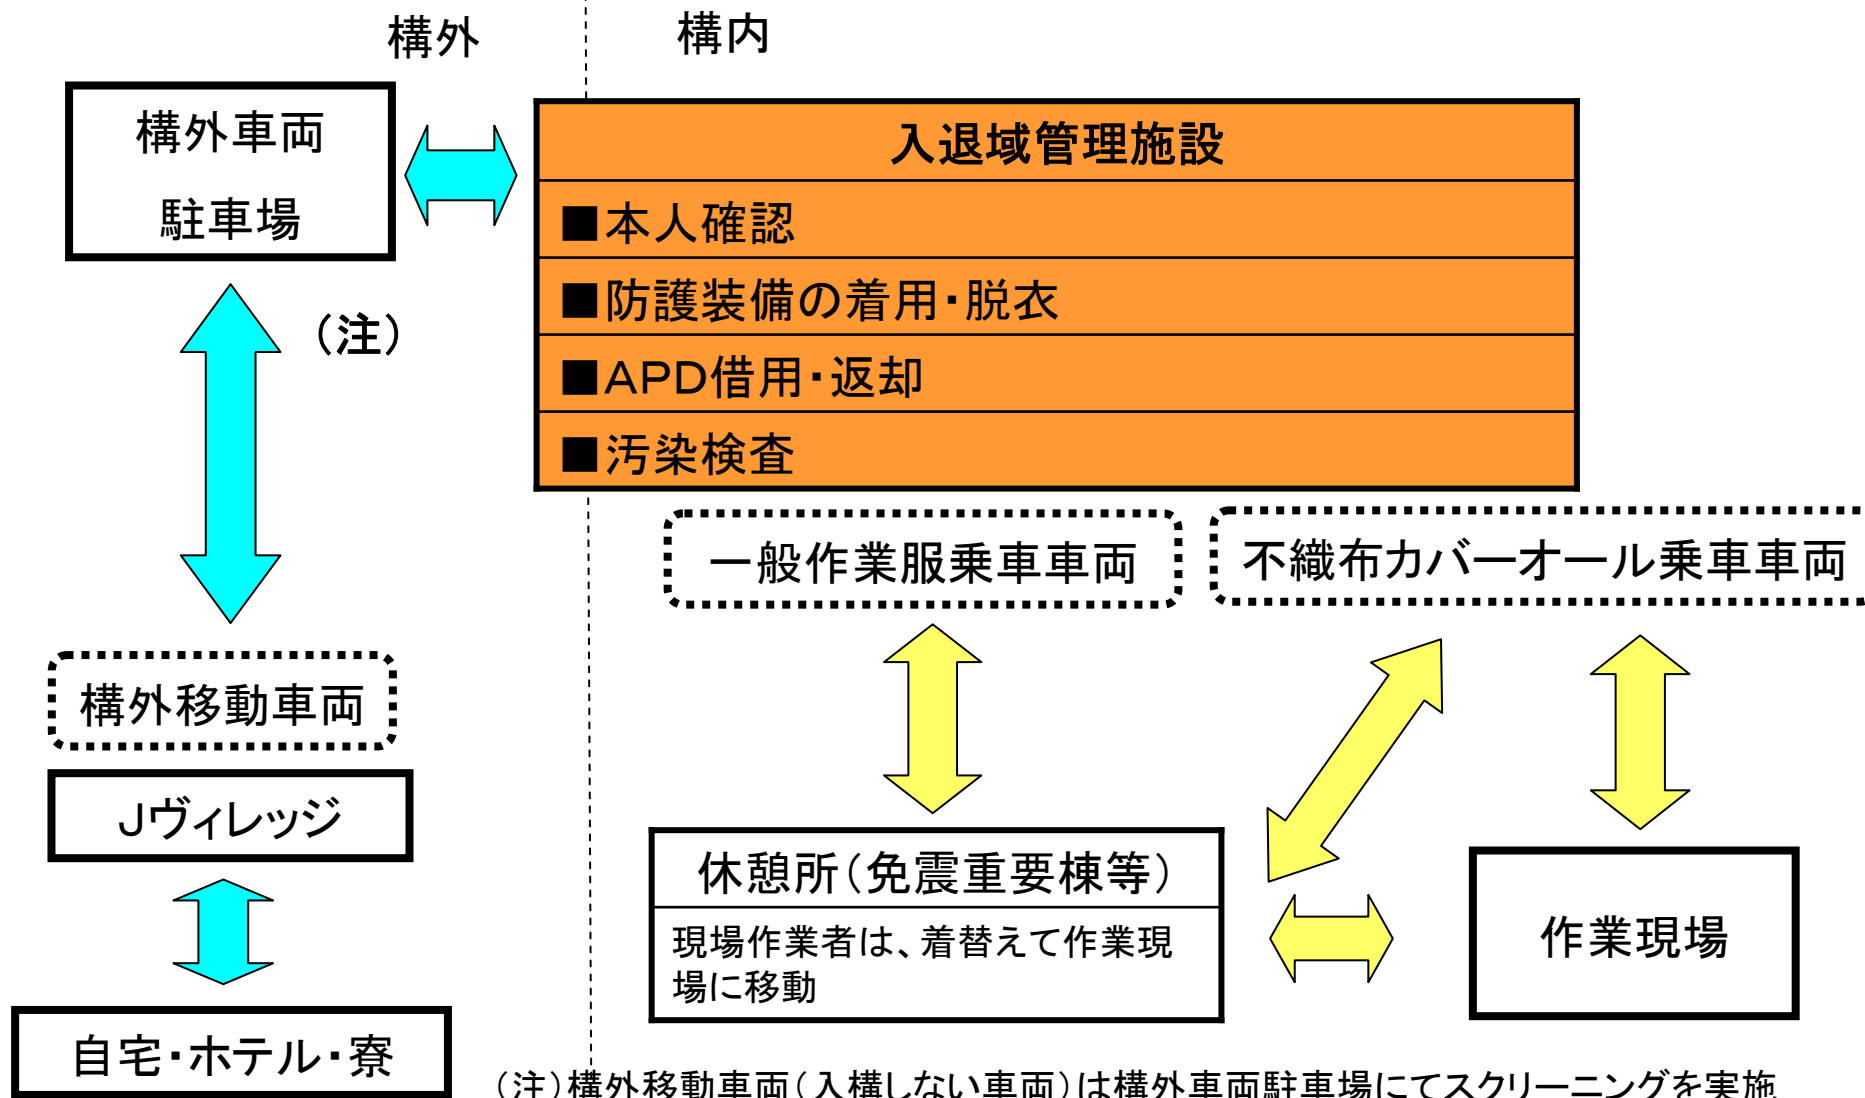 構外
構内
構外車両
駐車場
入退域管理施設
■本人確認
■防護装備の着用・脱衣
■APD借用・返却
■汚染検査
（注）
一般作業服乗車車両
不織布カバーオール乗車車両
構外移動車両
Jヴィレッジ
休憩所（免震重要棟等）
現場作業者は、着替えて作業現
場に移動
作業現場
自宅・ホテル・寮
（注）構外移動車両（入構しない車両）は構外車両駐車場にてスクリーニングを実施